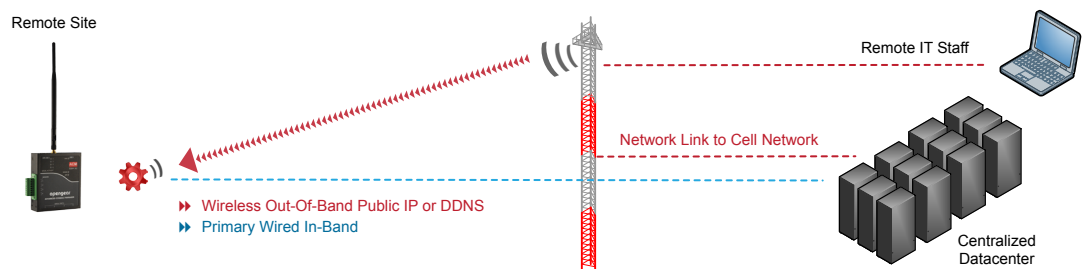 Remote Site
Remote IT Staff
Network Link to Cell Network
opengear
Wireless Out-Of-Band Public IP or DDNS
Primary Wired In-Band
Centralized
Datacenter